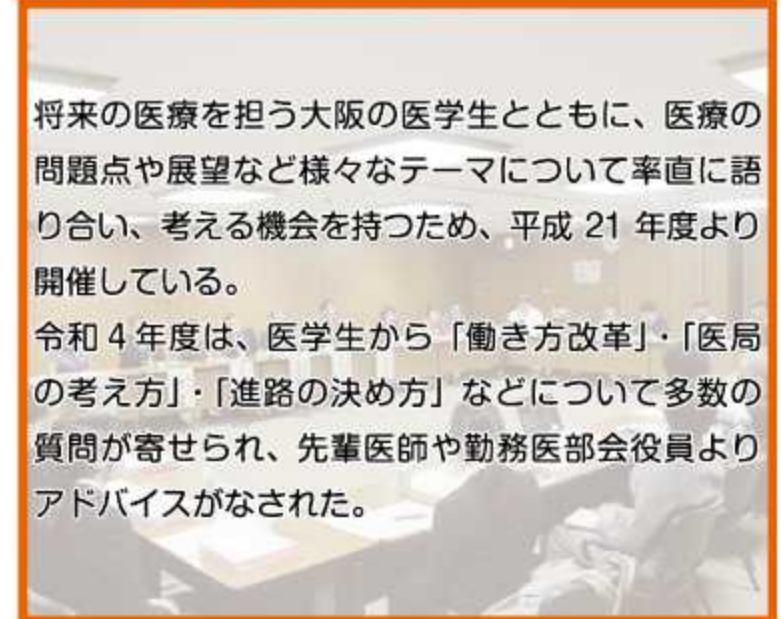 将来の医療を担う大阪の医学生とともに、医療の
問題点や展望など様々なテーマについて率直に語
り合い、考える機会を持つため、平成 21 年度より
開催している。
令和4年度は、医学生から「働き方改革」・「医局
の考え方」・「進路の決め方」などについて多数の
質問が寄せられ、先輩医師や勤務医部会役員より
アドバイスがなされた。